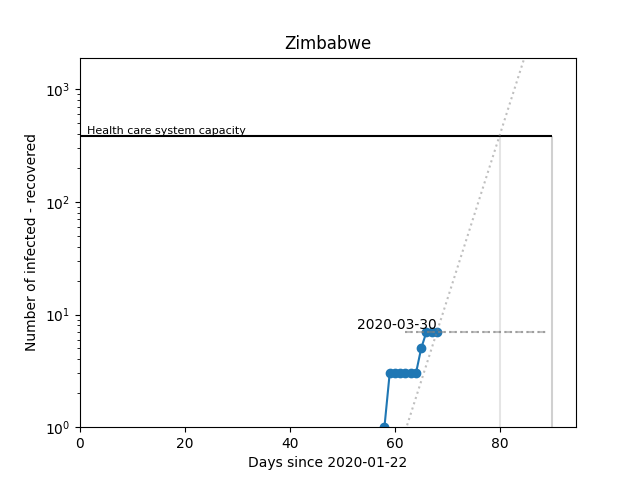 Zimbabwe
Number of infected - recovered
10³
Health care system capacity
10²
10¹
2020-03-30
10⁰
0 20 40 60 80
Days since 2020-01-22